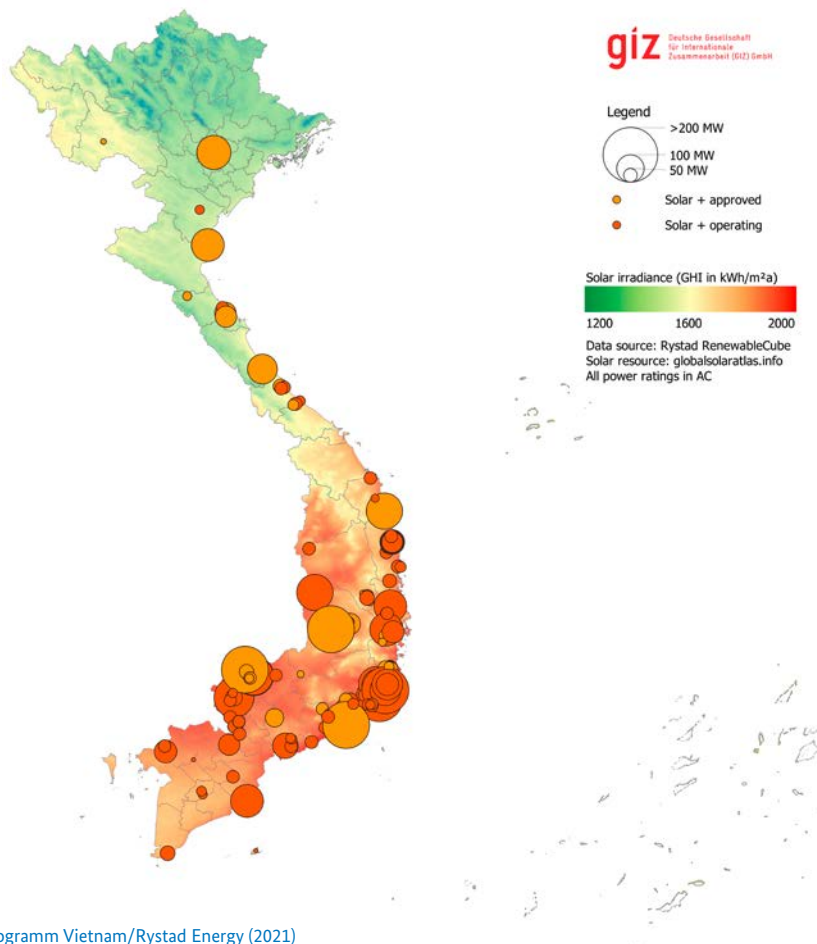 giz Deutsche Gesellschaft
für Internationale
Zusammenarbeit (GIZ) GmbH
Legend
>200 MW
100 MW
50 MW
Solar + approved
Solar + operating
Solar irradiance (GHI in kWh/m²a)
1200 1600 2000
Data source: Rystad RenewableCube
Solar resource: globalsolaratlas.info
All power ratings in AC
ogramm Vietnam/Rystad Energy (2021)